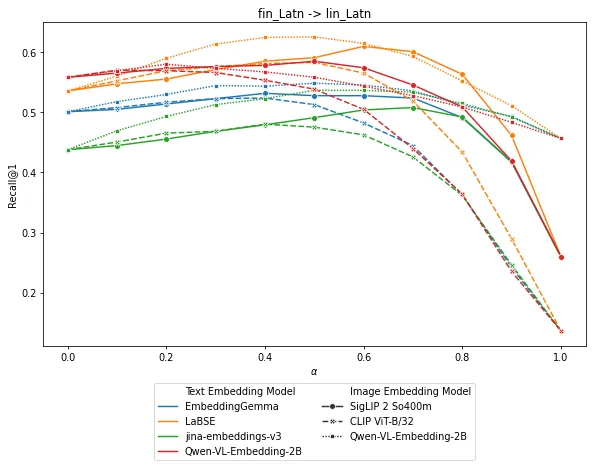 fin_Latn -> lin_Latn
Recall@1
0.6
0.5
0.4
0.3
0.2
0.0
0.2
0.4
0.6
0.8
1.0
α
Text Embedding Model
EmbeddingGemma
LaBSE
jina-embeddings-v3
Qwen-VL-Embedding-2B
Image Embedding Model
SigLIP 2 So400m
CLIP ViT-B/32
Qwen-VL-Embedding-2B